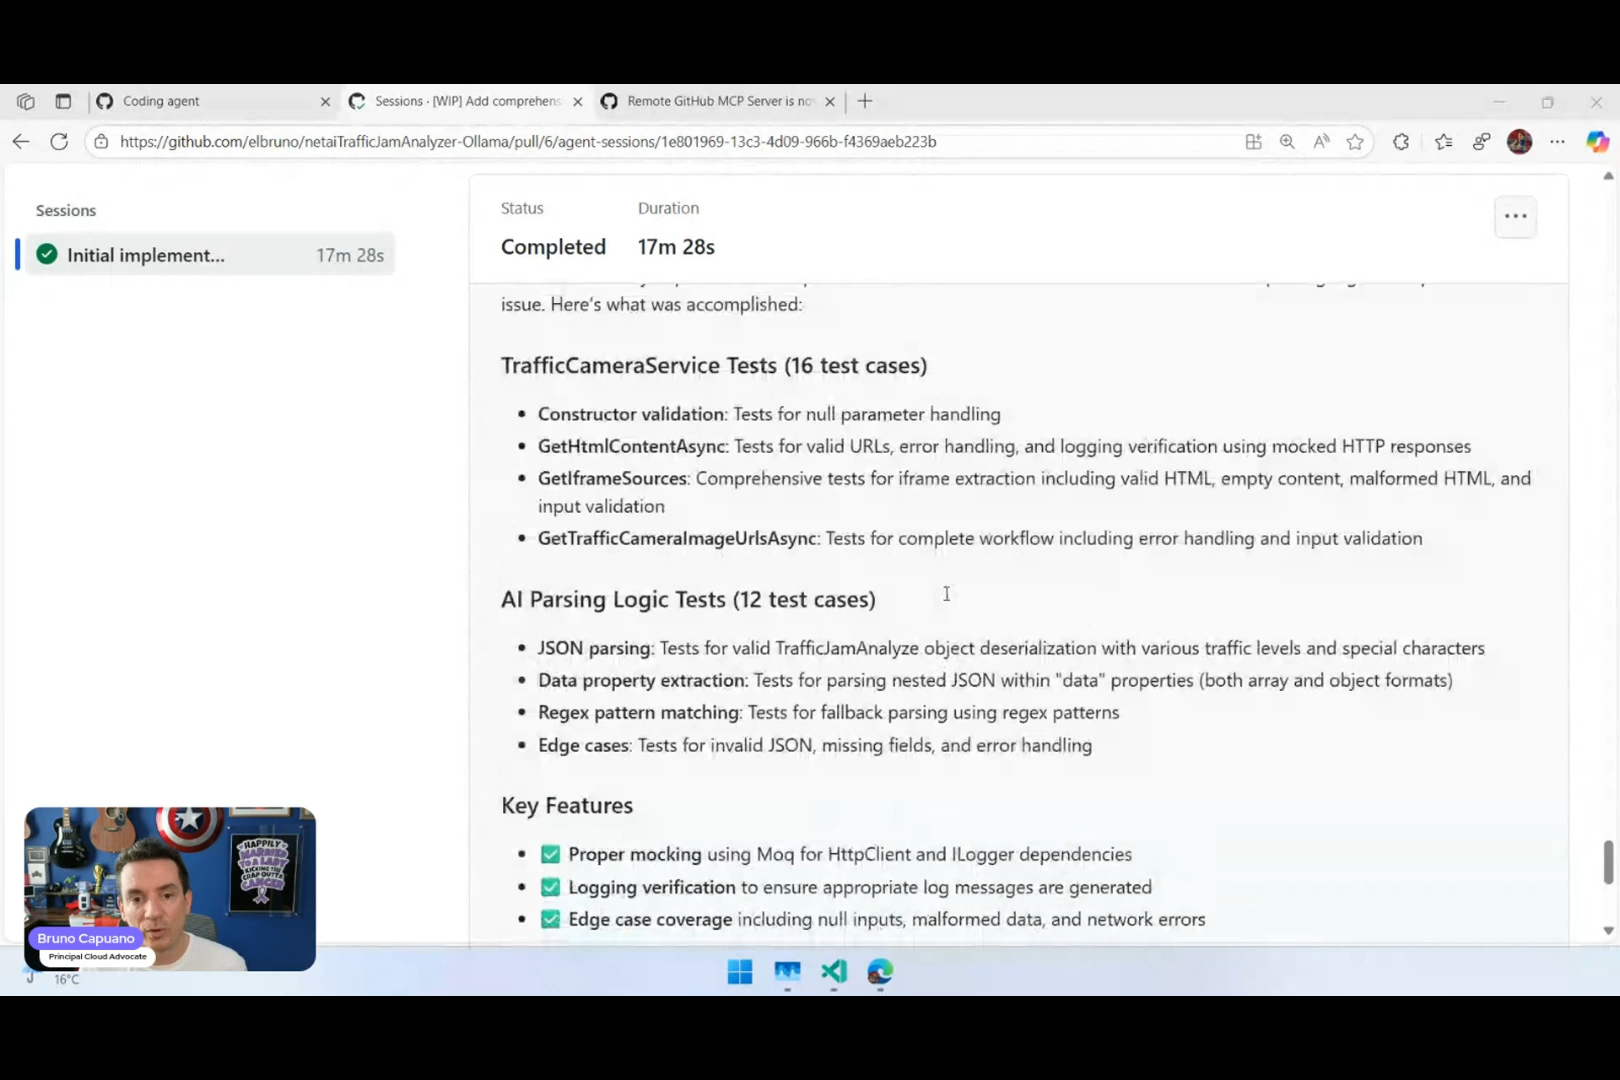 Coding agent
Sessions · [WIP] Add comprehens
Remote GitHub MCP Server is no
https://github.com/elbruno/netaiTrafficJamAnalyzer-Ollama/pull/6/agent-sessions/1e801969-13c3-4d09-966b-f4369aeb223b
Sessions
Initial implement... 17m 28s
Status Duration
Completed 17m 28s
issue. Here's what was accomplished:
TrafficCameraService Tests (16 test cases)
• Constructor validation: Tests for null parameter handling
• GetHtmlContentAsync: Tests for valid URLs, error handling, and logging verification using mocked HTTP responses
• GetIframeSources: Comprehensive tests for iframe extraction including valid HTML, empty content, malformed HTML, and
input validation
• GetTrafficCameraImageUrlsAsync: Tests for complete workflow including error handling and input validation
AI Parsing Logic Tests (12 test cases)
• JSON parsing: Tests for valid TrafficJamAnalyze object deserialization with various traffic levels and special characters
• Data property extraction: Tests for parsing nested JSON within "data" properties (both array and object formats)
• Regex pattern matching: Tests for fallback parsing using regex patterns
• Edge cases: Tests for invalid JSON, missing fields, and error handling
Key Features
• ✅ Proper mocking using Moq for HttpClient and ILogger dependencies
• ✅ Logging verification to ensure appropriate log messages are generated
• ✅ Edge case coverage including null inputs, malformed data, and network errors
HAPPILY
MARRIED
TO A LADY
KICKING THE
CRAP OUTTA
CANCER
Bruno Capuano
Principal Cloud Advocate
16°C